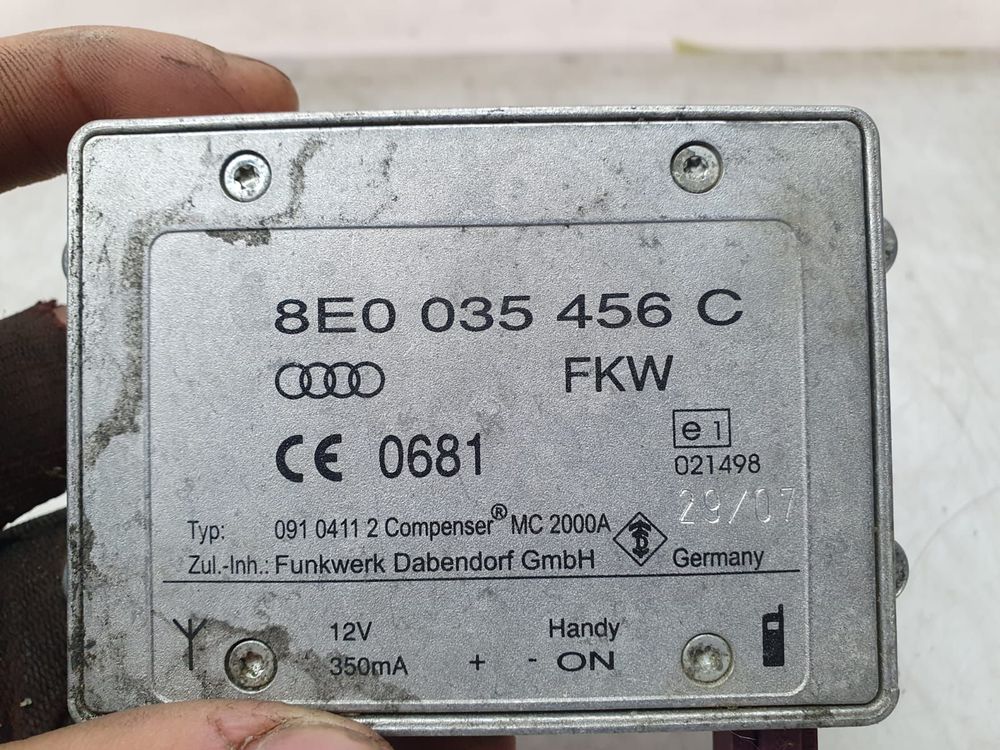 8E0 035 456 C
FKW
CE 0681
e1
021498
29/07
Typ: 091 0411 2 Compenser® MC 2000A
Zul.-Inh.: Funkwerk Dabendorf GmbH Germany
12V Handy
350mA + - ON